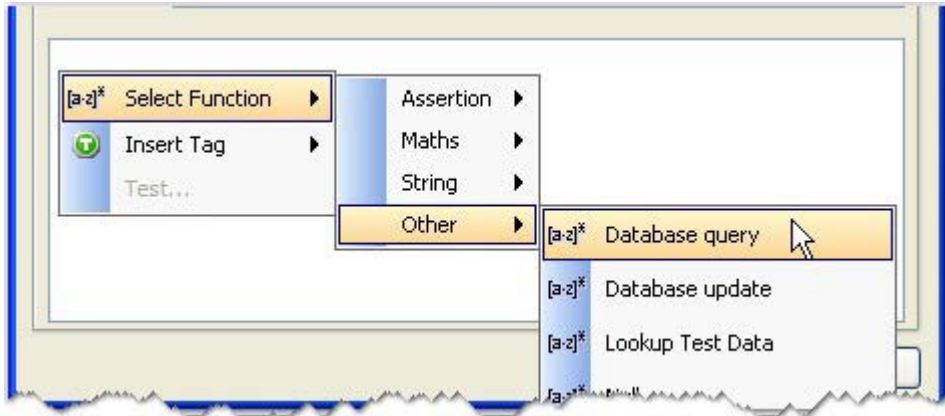 [a-z]* Select Function
Insert Tag
Test...
Assertion
Maths
String
Other
[a-z]* Database query
[a-z]* Database update
[a-z]* Lookup Test Data